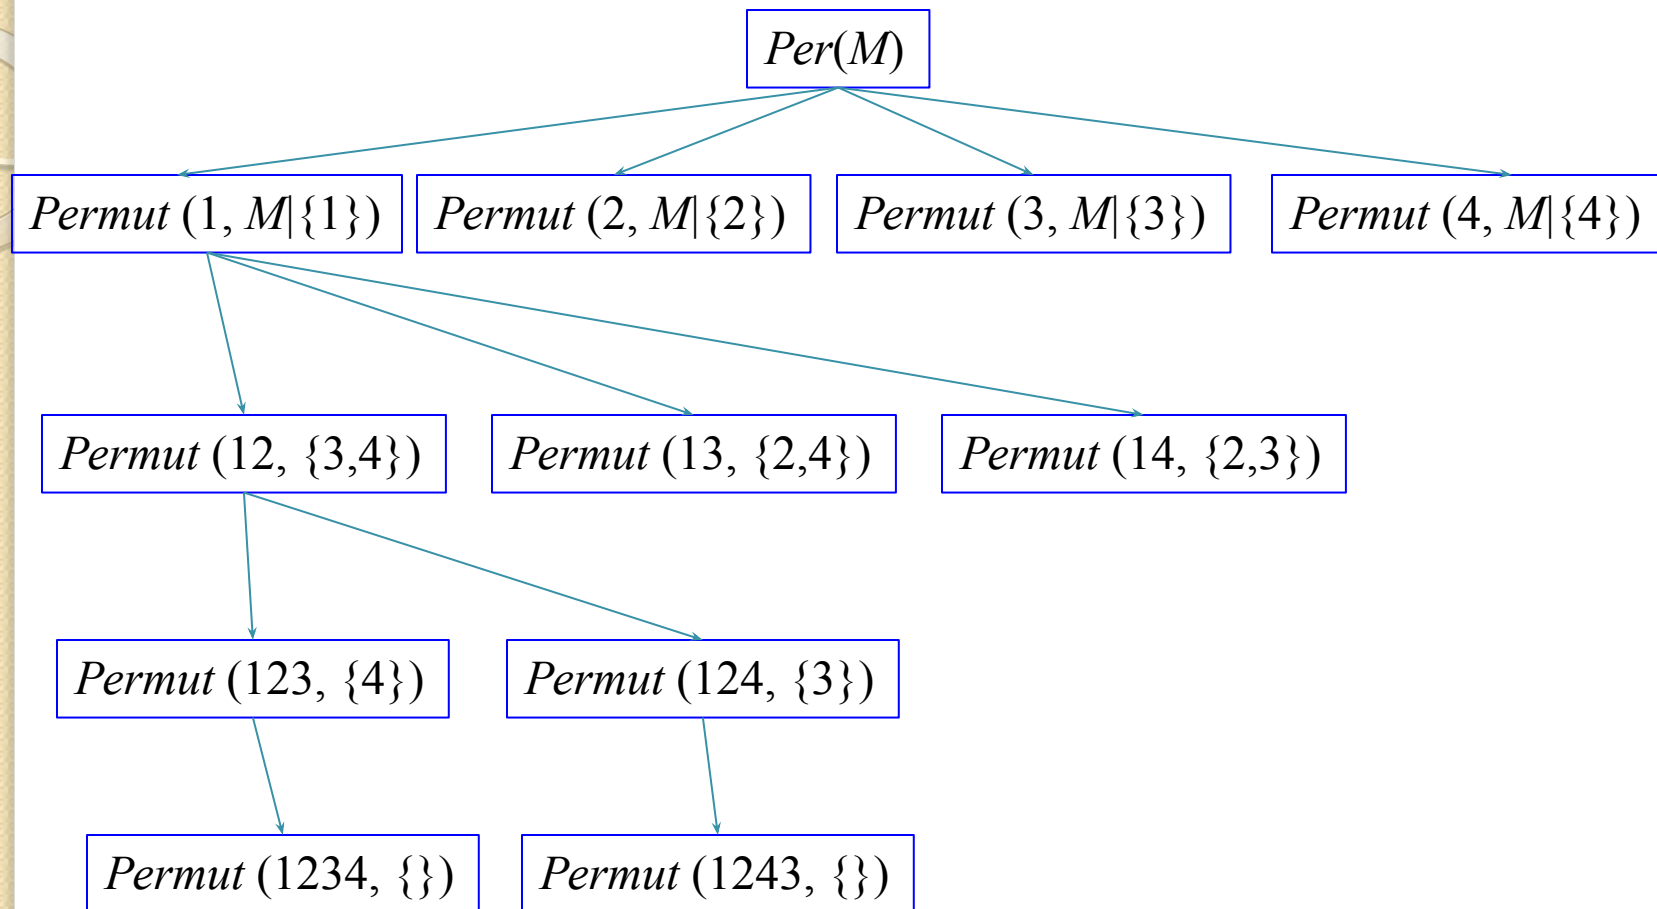 Per(M)
Permut (1, M|{1})
Permut (2, M|{2})
Permut (3, M|{3})
Permut (4, M|{4})
Permut (12, {3,4})
Permut (13, {2,4})
Permut (14, {2,3})
Permut (123, {4})
Permut (124, {3})
Permut (1234, {})
Permut (1243, {})